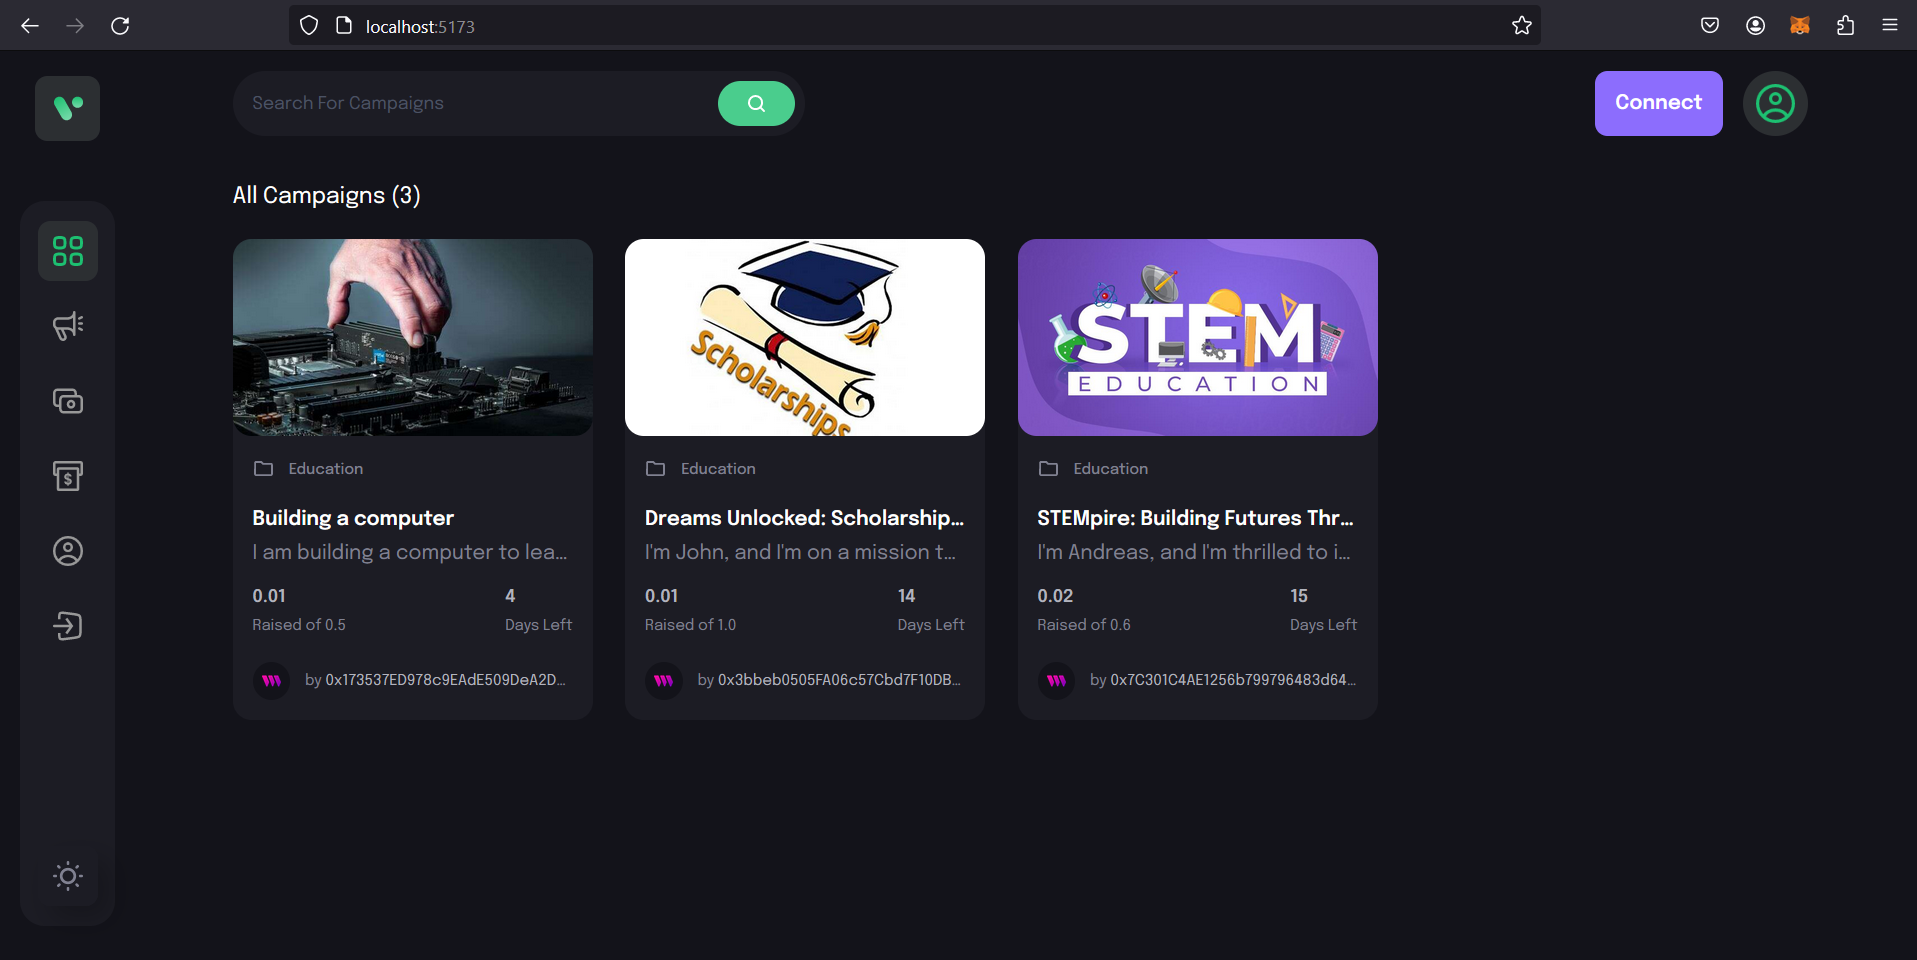 localhost:5173
Search For Campaigns
Connect
All Campaigns (3)
Scholarships
STEM
EDUCATION
Education
Education
Education
Building a computer
Dreams Unlocked: Scholarship...
STEMpire: Building Futures Thr...
I am building a computer to lea...
I'm John, and I'm on a mission t...
I'm Andreas, and I'm thrilled to i...
0.01
4
0.01
14
0.02
15
Raised of 0.5
Days Left
Raised of 1.0
Days Left
Raised of 0.6
Days Left
by 0x173537ED978c9EAdE509DeA2D...
by 0x3bbeb0505FA06c57Cbd7F10DB...
by 0x7C301C4AE1256b799796483d64...